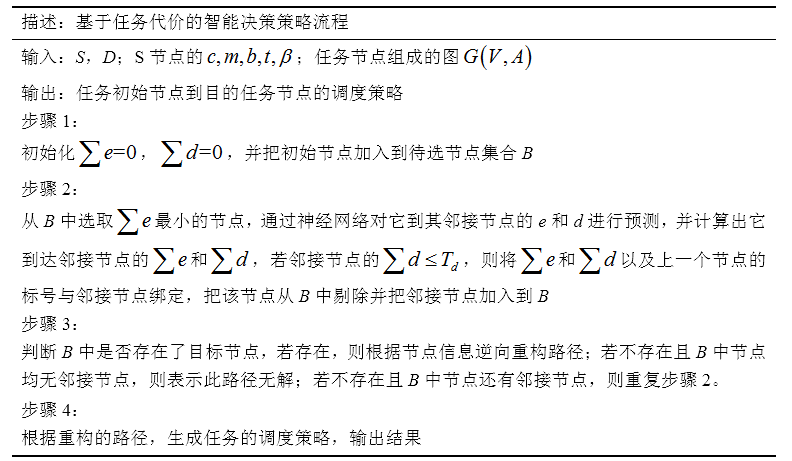 描述：基于任务代价的智能决策策略流程
输入：S，D；S 节点的 c,m,b,t,β；任务节点组成的图 G(V,A)
输出：任务初始节点到目的任务节点的调度策略
步骤 1：
初始化∑e=0，∑d=0，并把初始节点加入到待选节点集合 B
步骤 2：
从 B 中选取∑e 最小的节点，通过神经网络对它到其邻接节点的 e 和 d 进行预测，并计算出它
到达邻接节点的∑e 和∑d，若邻接节点的∑d≤T_d，则将∑e 和∑d 以及上一个节点的
标号与邻接节点绑定，把该节点从 B 中剔除并把邻接节点加入到 B
步骤 3：
判断 B 中是否存在了目标节点，若存在，则根据节点信息逆向重构路径；若不存在且 B 中节点
均无邻接节点，则表示此路径无解；若不存在且 B 中节点还有邻接节点，则重复步骤 2。
步骤 4：
根据重构的路径，生成任务的调度策略，输出结果